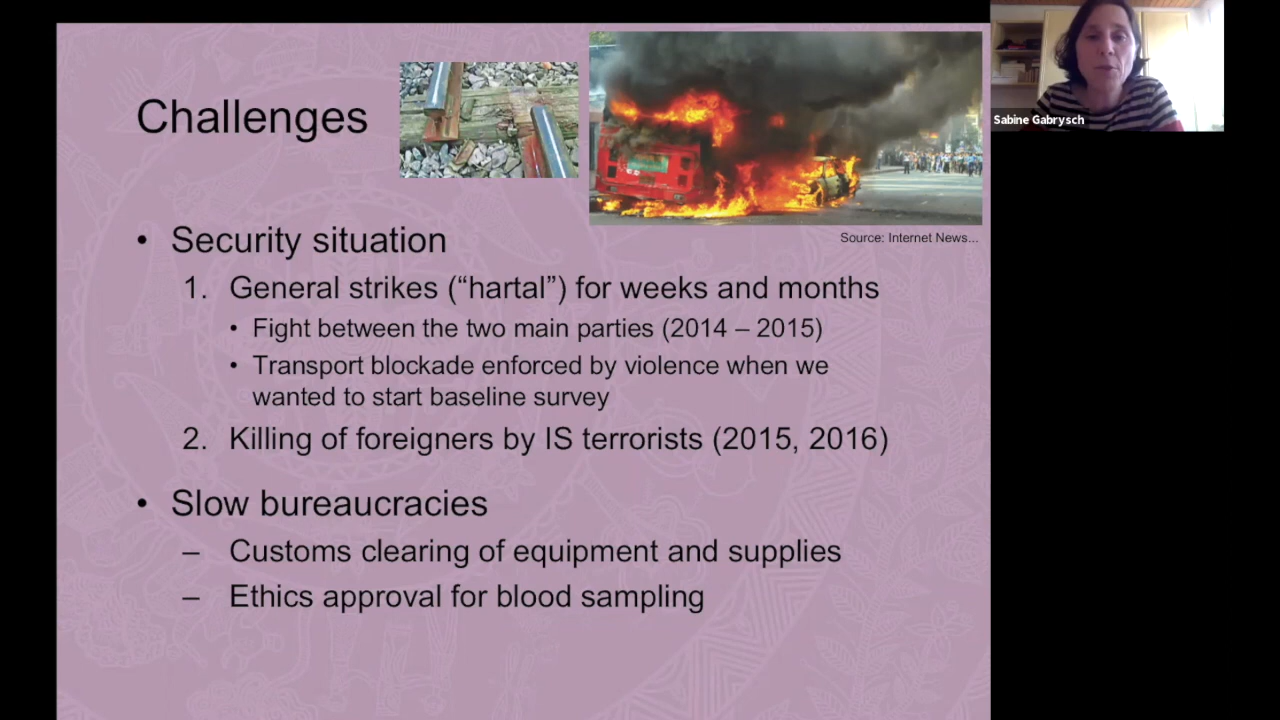 Challenges
Source: Internet News...
Sabine Gabrysch
• Security situation
1. General strikes (“hartal”) for weeks and months
• Fight between the two main parties (2014 – 2015)
• Transport blockade enforced by violence when we
wanted to start baseline survey
2. Killing of foreigners by IS terrorists (2015, 2016)
• Slow bureaucracies
– Customs clearing of equipment and supplies
– Ethics approval for blood sampling